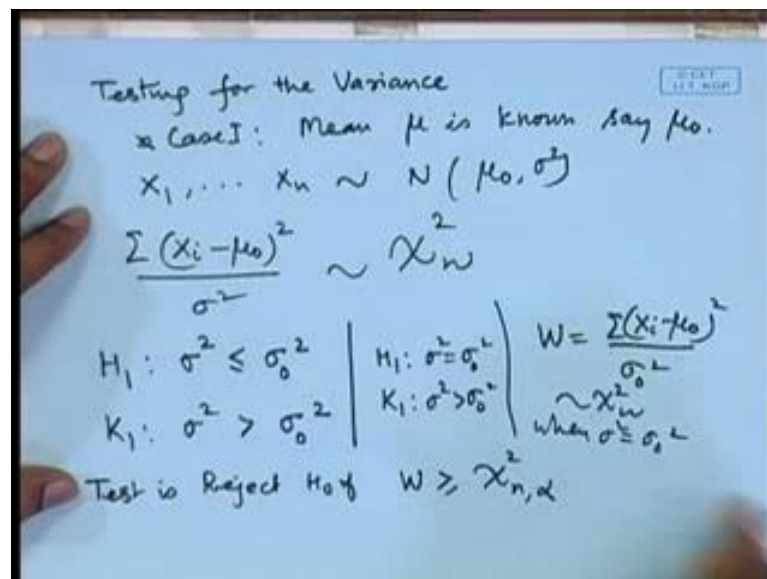 Testing for the Variance
Case I: Mean μ is known say μ₀.
X₁, ... Xₙ ~ N(μ₀, σ²)
Σ(Xᵢ-μ₀)² / σ² ~ χ²ₙ
H₁: σ² ≤ σ₀² | H₁: σ² = σ₀² | W = Σ(Xᵢ-μ₀)² / σ₀²
K₁: σ² > σ₀² | K₁: σ² > σ₀² | ~ χ²ₙ
when σ² = σ₀²
Test is Reject H₀ if W ≥ χ²ₙ,α